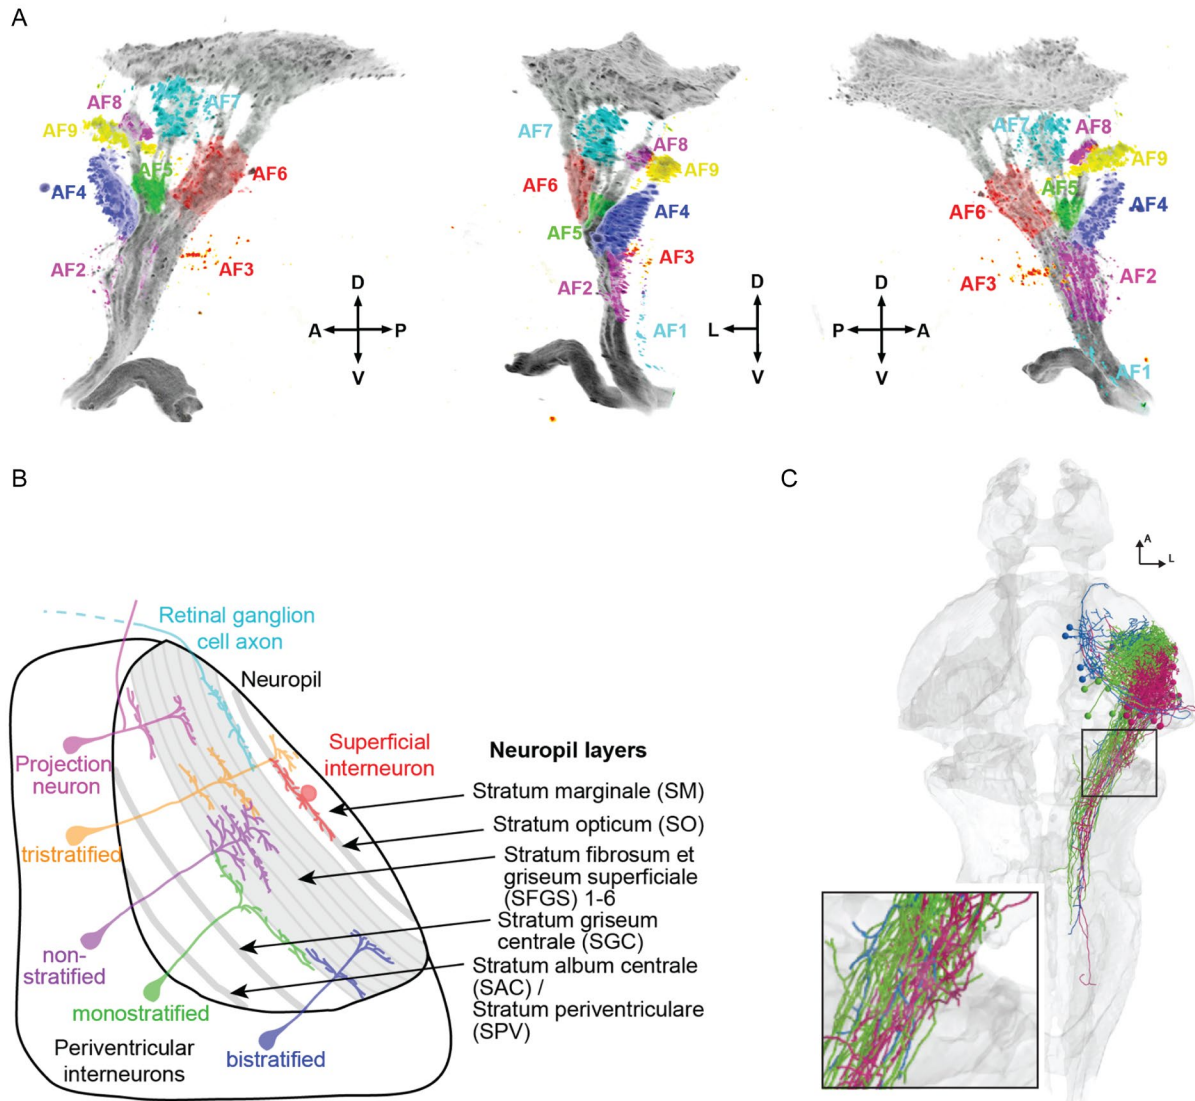 A
AF8
AF7
AF9
AF5
AF6
AF4
AF2
AF3
D
A
P
V
AF7
AF8
AF6
AF9
AF4
AF5
AF3
AF2
AF1
D
L
V
AF7
AF8
AF9
AF5
AF6
AF4
AF3
AF2
AF1
D
P
A
V
B
Retinal ganglion
cell axon
Neuropil
Superficial
interneuron
Projection
neuron
tristratified
non-
stratified
monostratified
bistratified
Periventricular
interneurons
Neuropil layers
Stratum marginale (SM)
Stratum opticum (SO)
Stratum fibrosum et
griseum superficiale
(SFGS) 1-6
Stratum griseum
centrale (SGC)
Stratum album centrale
(SAC) /
Stratum periventriculare
(SPV)
C
A
L